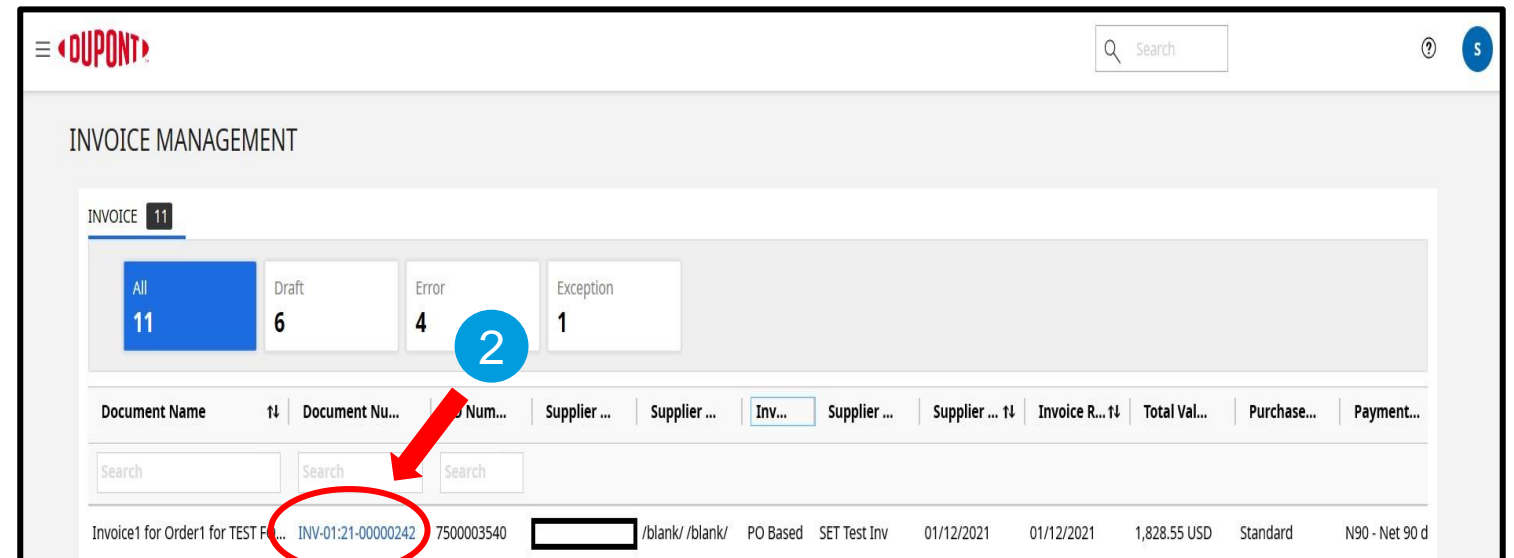 DUPONT
Search
?
S
INVOICE MANAGEMENT
INVOICE 11
All Draft Error Exception
11 6 4 1
2
Document Name Document Nu... Num... Supplier ... Supplier ... Inv... Supplier ... Supplier ... Invoice R... Total Val... Purchase... Payment...
Search Search Search
Invoice1 for Order1 for TEST ... INV-01:21-00000242 7500003540 /blank/ /blank/ PO Based SET Test Inv 01/12/2021 01/12/2021 1,828.55 USD Standard N90 - Net 90 d